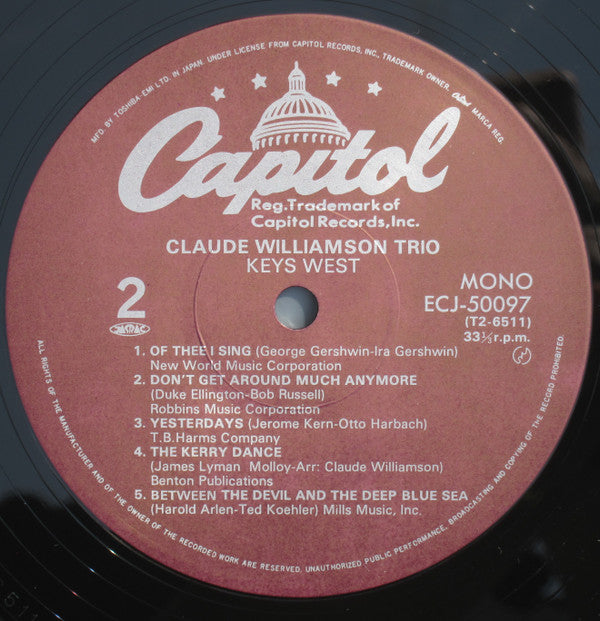 MFD. BY TOSHIBA-EMI LTD. IN JAPAN. UNDER LICENSE FROM CAPITOL RECORDS, INC., TRADEMARK OWNER. Capitol MARCA REG.
Capitol
Reg. Trademark of
Capitol Records, Inc.
CLAUDE WILLIAMSON TRIO
KEYS WEST
2
JASRAC
MONO
ECJ-50097
(T2-6511)
33⅓ r.p.m.
1. OF THEE I SING (George Gershwin-Ira Gershwin)
New World Music Corporation
2. DON'T GET AROUND MUCH ANYMORE
(Duke Ellington-Bob Russell)
Robbins Music Corporation
3. YESTERDAYS (Jerome Kern-Otto Harbach)
T.B.Harms Company
4. THE KERRY DANCE
(James Lyman Molloy-Arr: Claude Williamson)
Benton Publications
5. BETWEEN THE DEVIL AND THE DEEP BLUE SEA
(Harold Arlen-Ted Koehler) Mills Music, Inc.
ALL RIGHTS OF THE MANUFACTURER AND OF THE OWNER OF THE RECORDED WORK ARE RESERVED. UNAUTHORIZED PUBLIC PERFORMANCE, BROADCASTING AND COPYING OF THE RECORD PROHIBITED.